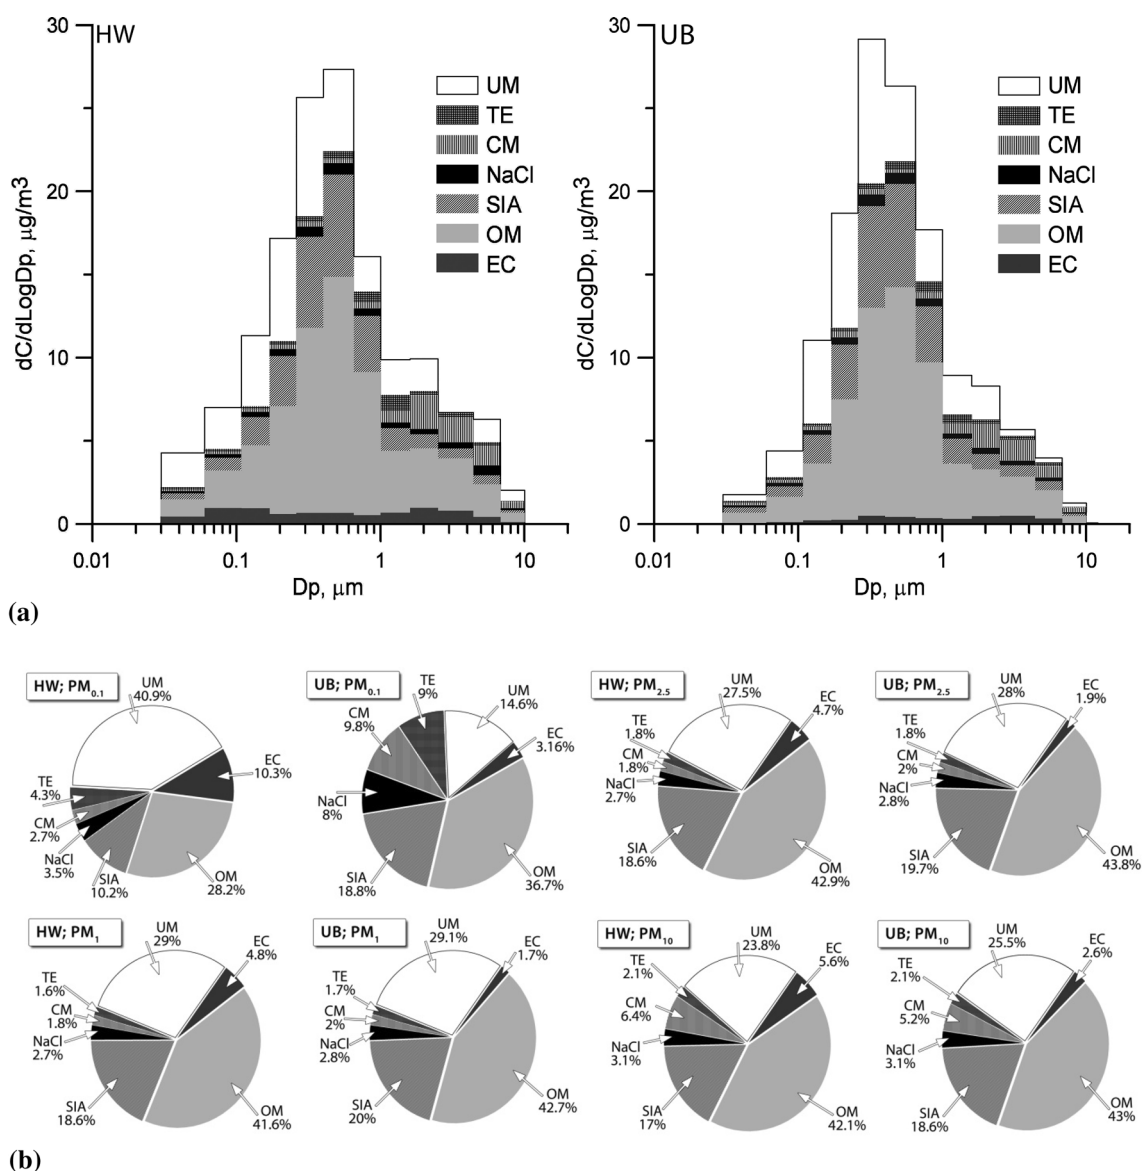 30
HW
20
10
0
dC/dLogDp, µg/m3
UM
TE
CM
NaCl
SIA
OM
EC
0.01
0.1
1
10
Dp, µm
30
UB
20
10
0
dC/dLogDp, µg/m3
UM
TE
CM
NaCl
SIA
OM
EC
0.01
0.1
1
10
Dp, µm
(a)
HW; PM0.1
UM
40.9%
EC
10.3%
OM
28.2%
SIA
10.2%
NaCl
3.5%
CM
2.7%
TE
4.3%
UB; PM0.1
UM
14.6%
EC
3.16%
OM
36.7%
SIA
18.8%
NaCl
8%
CM
9.8%
TE
9%
HW; PM2.5
UM
27.5%
EC
4.7%
OM
42.9%
SIA
18.6%
NaCl
2.7%
CM
1.8%
TE
1.8%
UB; PM2.5
UM
28%
EC
1.9%
OM
43.8%
SIA
19.7%
NaCl
2.8%
CM
2%
TE
1.8%
HW; PM1
UM
29%
EC
4.8%
OM
41.6%
SIA
18.6%
NaCl
2.7%
CM
1.8%
TE
1.6%
UB; PM1
UM
29.1%
EC
1.7%
OM
42.7%
SIA
20%
NaCl
2.8%
CM
2%
TE
1.7%
HW; PM10
UM
23.8%
EC
5.6%
OM
42.1%
SIA
17%
NaCl
3.1%
CM
6.4%
TE
2.1%
UB; PM10
UM
25.5%
EC
2.6%
OM
43%
SIA
18.6%
NaCl
3.1%
CM
5.2%
TE
2.1%
(b)